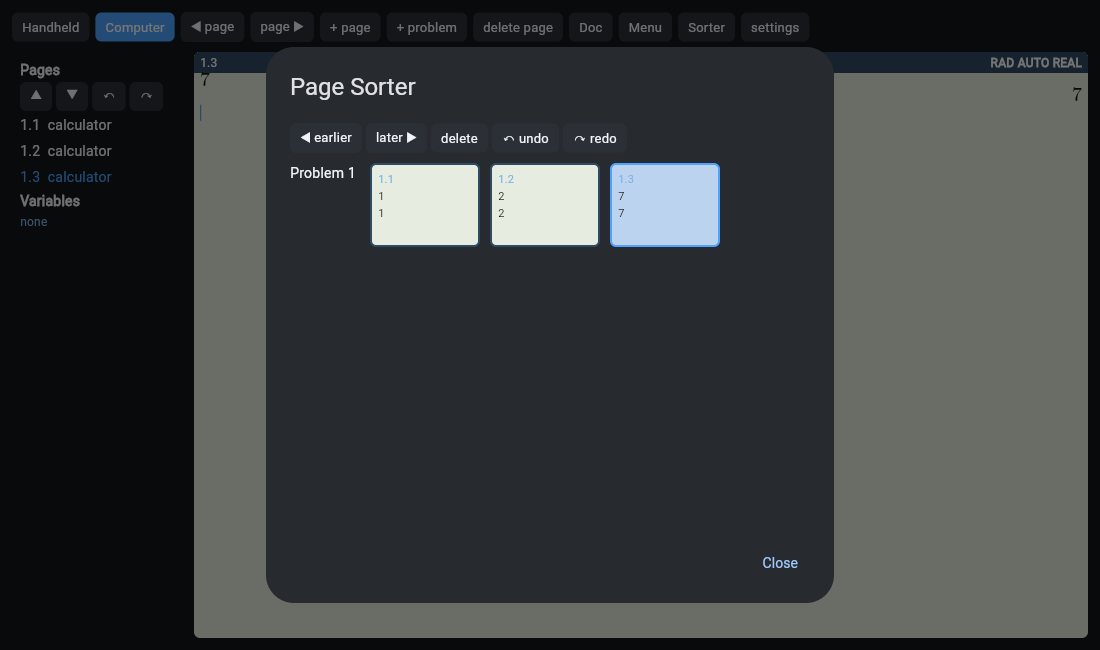 Handheld Computer ◀ page page ▶ + page + problem delete page Doc Menu Sorter settings
1.3 RAD AUTO REAL
Pages
▲ ▼ ↶ ↷
1.1 calculator
1.2 calculator
1.3 calculator
Variables
none
7
7
Page Sorter
◀ earlier later ▶ delete ↶ undo ↷ redo
Problem 1
1.1
1
1
1.2
2
2
1.3
7
7
Close